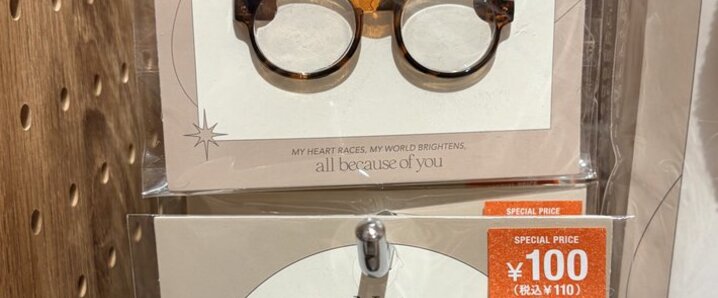 MY HEART RACES, MY WORLD BRIGHTENS,
all because of you
SPECIAL PRICE
SPECIAL PRICE
¥100
(税込¥110)